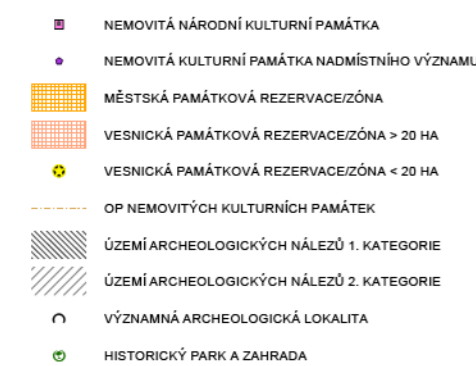 NEMOVITÁ NÁRODNÍ KULTURNÍ PAMÁTKA
NEMOVITÁ KULTURNÍ PAMÁTKA NADMÍSTNÍHO VÝZNAMU
MĚSTSKÁ PAMÁTKOVÁ REZERVACE/ZÓNA
VESNICKÁ PAMÁTKOVÁ REZERVACE/ZÓNA > 20 HA
VESNICKÁ PAMÁTKOVÁ REZERVACE/ZÓNA < 20 HA
OP NEMOVITÝCH KULTURNÍCH PAMÁTEK
ÚZEMÍ ARCHEOLOGICKÝCH NÁLEZŮ 1. KATEGORIE
ÚZEMÍ ARCHEOLOGICKÝCH NÁLEZŮ 2. KATEGORIE
VÝZNAMNÁ ARCHEOLOGICKÁ LOKALITA
HISTORICKÝ PARK A ZAHRADA